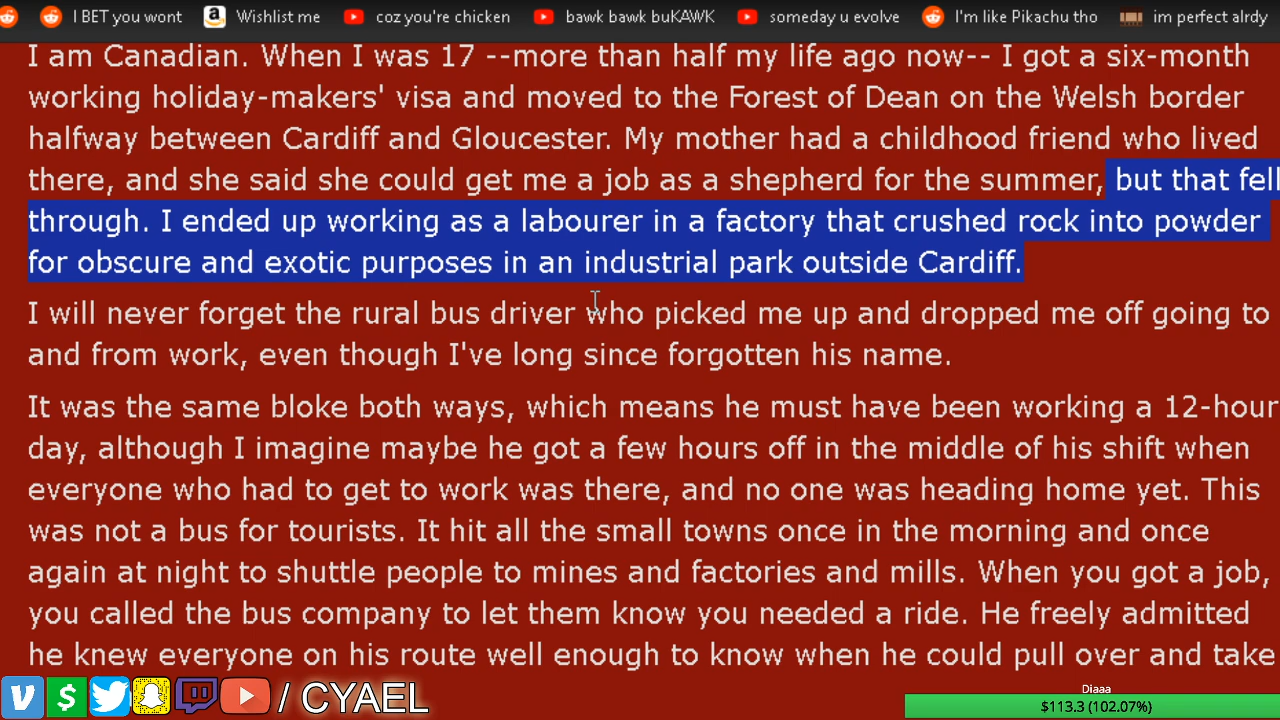 I BET you wont
Wishlist me
coz you're chicken
bawk bawk buKAWK
someday u evolve
I'm like Pikachu tho
im perfect alrdy
I am Canadian. When I was 17 --more than half my life ago now-- I got a six-month
working holiday-makers' visa and moved to the Forest of Dean on the Welsh border
halfway between Cardiff and Gloucester. My mother had a childhood friend who lived
there, and she said she could get me a job as a shepherd for the summer, but that fell
through. I ended up working as a labourer in a factory that crushed rock into powder
for obscure and exotic purposes in an industrial park outside Cardiff.
I will never forget the rural bus driver who picked me up and dropped me off going to
and from work, even though I've long since forgotten his name.
It was the same bloke both ways, which means he must have been working a 12-hour
day, although I imagine maybe he got a few hours off in the middle of his shift when
everyone who had to get to work was there, and no one was heading home yet. This
was not a bus for tourists. It hit all the small towns once in the morning and once
again at night to shuttle people to mines and factories and mills. When you got a job,
you called the bus company to let them know you needed a ride. He freely admitted
he knew everyone on his route well enough to know when he could pull over and take
/ CYAEL
Diaaa
$113.3 (102.07%)